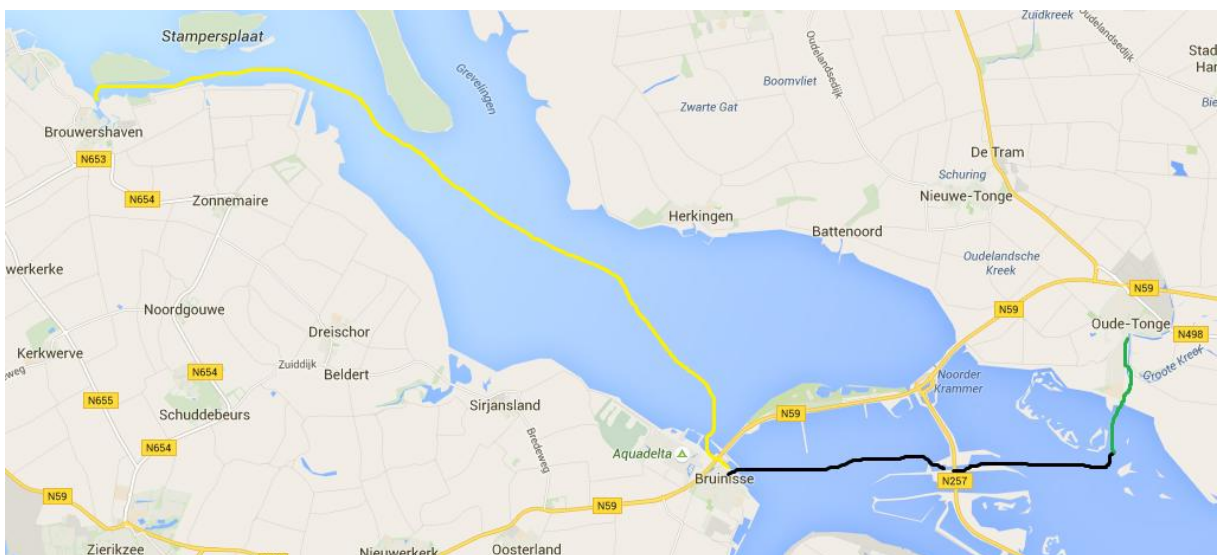 Stampersplaat
Zuidkreek
Oudelandsedijk
Oudelandsedijk
Stad
Har
Grevelingen
Boomvliet
Zwarte Gat
Bie
Brouwershaven
N653
De Tram
Schuring
N654
Zonnemaire
Nieuwe-Tonge
Herkingen
Battenoord
Oudelandsche
Kreek
werkerke
N59
N59
Noordgouwe
Dreischor
Oude-Tonge
N498
Kerkwerve
Zuiddijk
Groote Kreek
weg
N654
Beldert
Noorder
Krammer
N655
Schuddebeurs
Sirjansland
N59
Bredeweg
N654
Aquadelta
Bruinisse
N257
N59
N59
Zierikzee
Nieuwerkerk
Oosterland